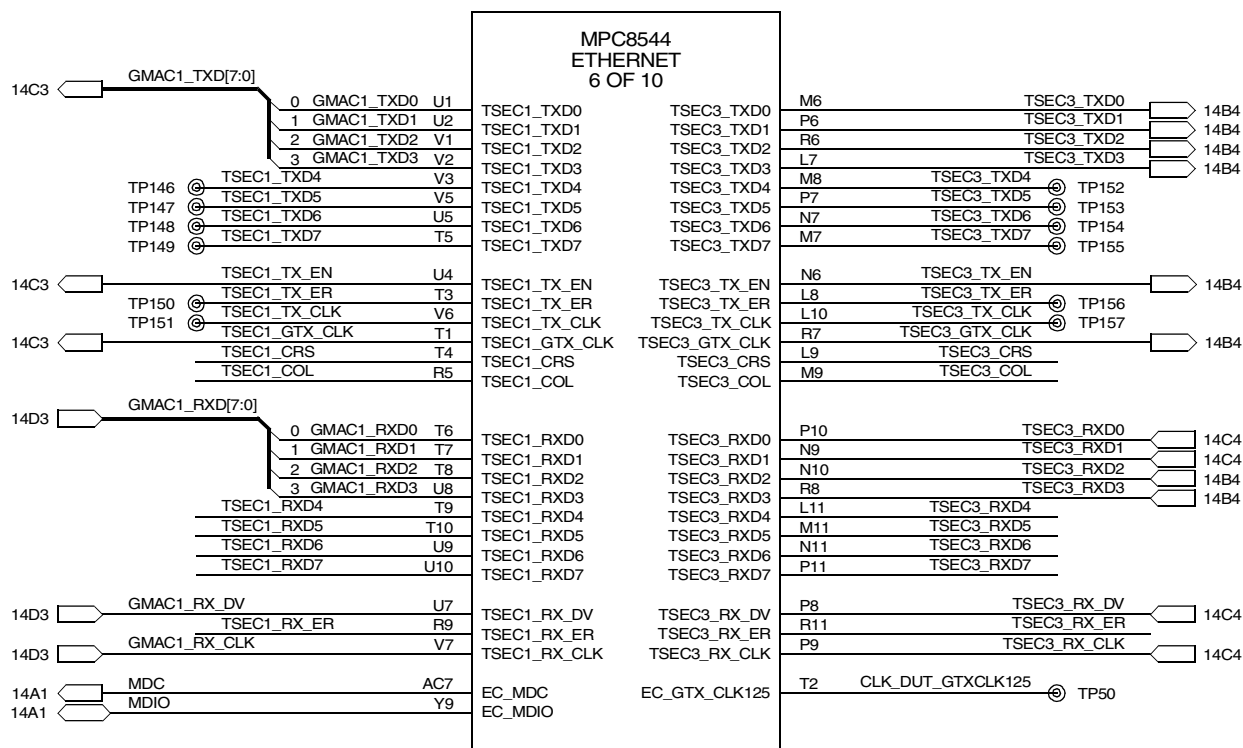 MPC8544
ETHERNET
6 OF 10
14C3 GMAC1_TXD[7:0]
0 GMAC1_TXD0 U1 TSEC1_TXD0 TSEC3_TXD0 M6 TSEC3_TXD0 14B4
1 GMAC1_TXD1 U2 TSEC1_TXD1 TSEC3_TXD1 P6 TSEC3_TXD1 14B4
2 GMAC1_TXD2 V1 TSEC1_TXD2 TSEC3_TXD2 R6 TSEC3_TXD2 14B4
3 GMAC1_TXD3 V2 TSEC1_TXD3 TSEC3_TXD3 L7 TSEC3_TXD3 14B4
TP146 TSEC1_TXD4 V3 TSEC1_TXD4 TSEC3_TXD4 M8 TSEC3_TXD4 TP152
TP147 TSEC1_TXD5 V5 TSEC1_TXD5 TSEC3_TXD5 P7 TSEC3_TXD5 TP153
TP148 TSEC1_TXD6 U5 TSEC1_TXD6 TSEC3_TXD6 N7 TSEC3_TXD6 TP154
TP149 TSEC1_TXD7 T5 TSEC1_TXD7 TSEC3_TXD7 M7 TSEC3_TXD7 TP155
14C3 TSEC1_TX_EN U4 TSEC1_TX_EN TSEC3_TX_EN N6 TSEC3_TX_EN 14B4
TP150 TSEC1_TX_ER T3 TSEC1_TX_ER TSEC3_TX_ER L8 TSEC3_TX_ER TP156
TP151 TSEC1_TX_CLK V6 TSEC1_TX_CLK TSEC3_TX_CLK L10 TSEC3_TX_CLK TP157
14C3 TSEC1_GTX_CLK T1 TSEC1_GTX_CLK TSEC3_GTX_CLK R7 TSEC3_GTX_CLK 14B4
TSEC1_CRS T4 TSEC1_CRS TSEC3_CRS L9 TSEC3_CRS
TSEC1_COL R5 TSEC1_COL TSEC3_COL M9 TSEC3_COL
14D3 GMAC1_RXD[7:0]
0 GMAC1_RXD0 T6 TSEC1_RXD0 TSEC3_RXD0 P10 TSEC3_RXD0 14C4
1 GMAC1_RXD1 T7 TSEC1_RXD1 TSEC3_RXD1 N9 TSEC3_RXD1 14C4
2 GMAC1_RXD2 T8 TSEC1_RXD2 TSEC3_RXD2 N10 TSEC3_RXD2 14B4
3 GMAC1_RXD3 U8 TSEC1_RXD3 TSEC3_RXD3 R8 TSEC3_RXD3 14B4
TSEC1_RXD4 T9 TSEC1_RXD4 TSEC3_RXD4 L11 TSEC3_RXD4
TSEC1_RXD5 T10 TSEC1_RXD5 TSEC3_RXD5 M11 TSEC3_RXD5
TSEC1_RXD6 U9 TSEC1_RXD6 TSEC3_RXD6 N11 TSEC3_RXD6
TSEC1_RXD7 U10 TSEC1_RXD7 TSEC3_RXD7 P11 TSEC3_RXD7
14D3 GMAC1_RX_DV U7 TSEC1_RX_DV TSEC3_RX_DV P8 TSEC3_RX_DV 14C4
TSEC1_RX_ER R9 TSEC1_RX_ER TSEC3_RX_ER R11 TSEC3_RX_ER
14D3 GMAC1_RX_CLK V7 TSEC1_RX_CLK TSEC3_RX_CLK P9 TSEC3_RX_CLK 14C4
14A1 MDC AC7 EC_MDC EC_GTX_CLK125 T2 CLK_DUT_GTXCLK125 TP50
14A1 MDIO Y9 EC_MDIO